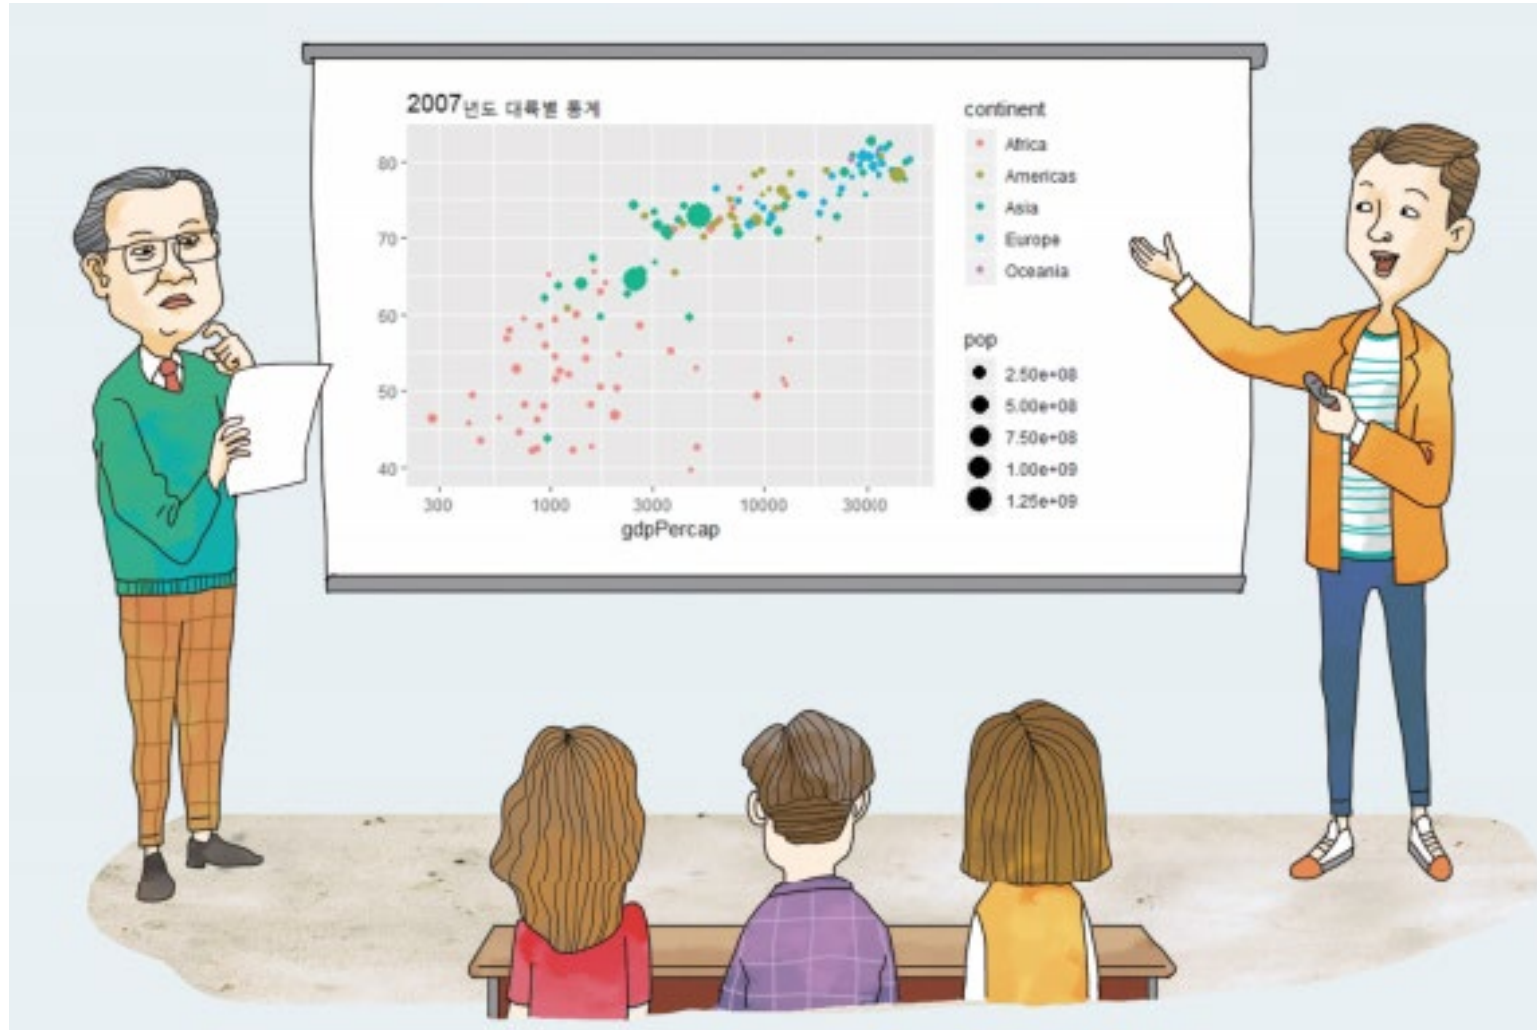 2007년도 대륙별 통계
80
70
60
50
40
300
1000
3000
10000
30000
gdpPercap
continent
Africa
Americas
Asia
Europe
Oceania
pop
2.50e+08
5.00e+08
7.50e+08
1.00e+09
1.25e+09